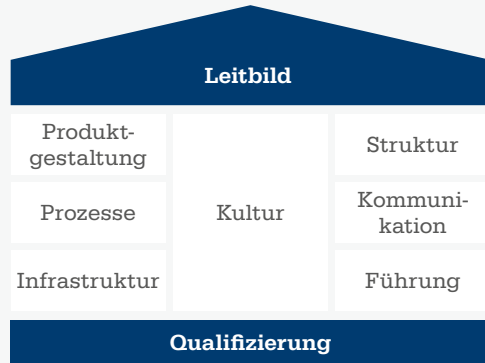 Leitbild
Produkt-
gestaltung
Prozesse
Infrastruktur
Kultur
Struktur
Kommuni-
kation
Führung
Qualifizierung